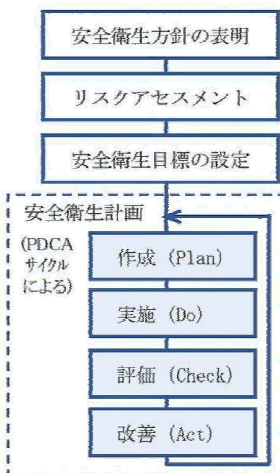 安全衛生方針の表明
リスクアセスメント
安全衛生目標の設定
安全衛生計画
(PDCA
サイクル
による)
作成 (Plan)
実施 (Do)
評価 (Check)
改善 (Act)